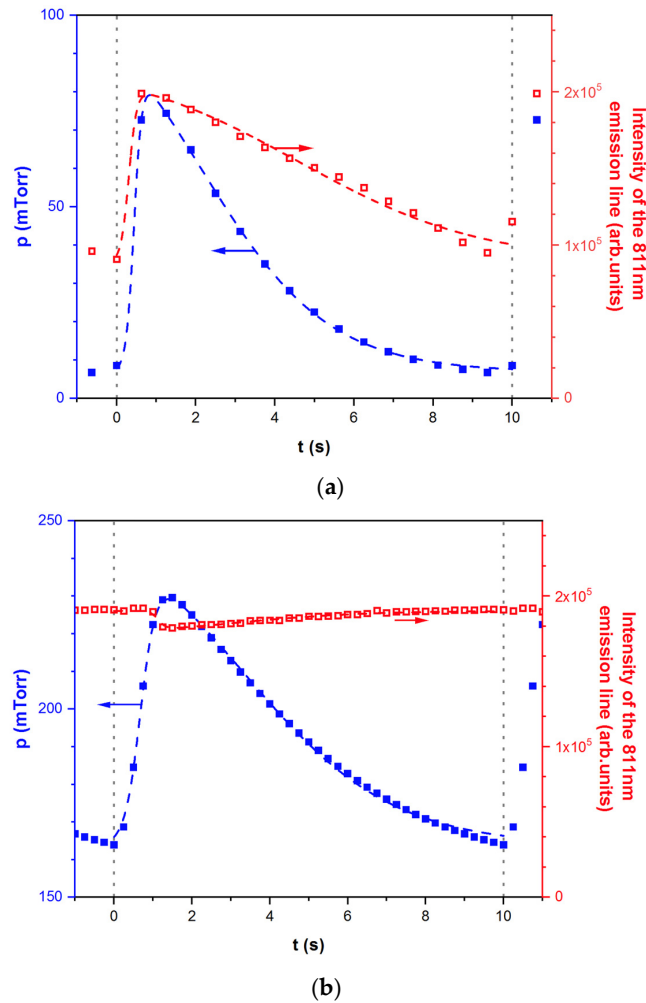 100
50
0
p (mTorr)
0
2
4
6
8
10
t (s)
2x10⁵
1x10⁵
0
Intensity of the 811nm
emission line (arb.units)
(a)
250
200
150
p (mTorr)
0
2
4
6
8
10
t (s)
2x10⁵
1x10⁵
0
Intensity of the 811nm
emission line (arb.units)
(b)